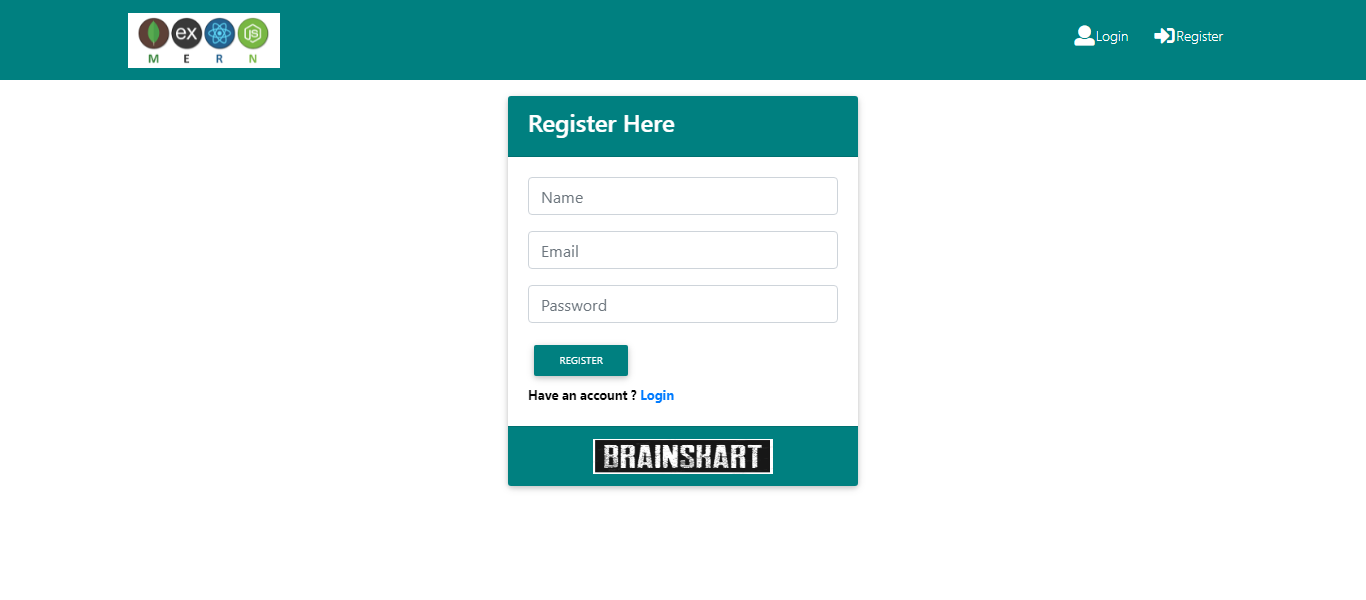 ex JS
M E R N
Login
Register
Register Here
Name
Email
Password
REGISTER
Have an account ? Login
BRAINSHART